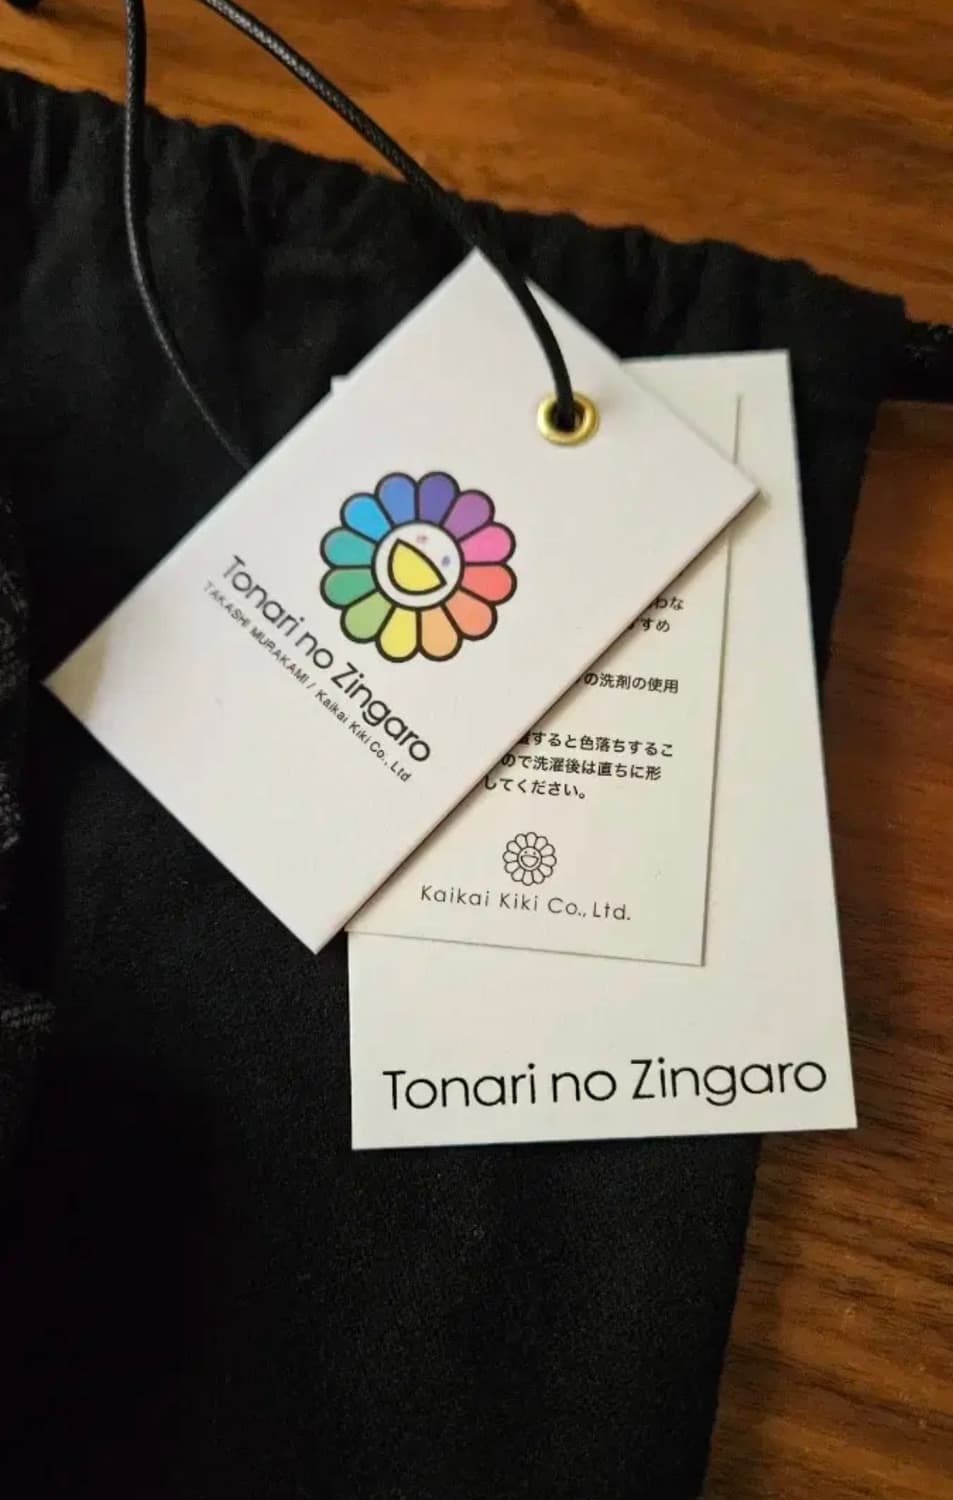 Tonari no Zingaro
TAKASHI MURAKAMI / Kaikai Kiki Co., Ltd
わな
すめ
の洗剤の使用
すると色落ちするこ
ので洗濯後は直ちに形
してください。
Kaikai Kiki Co., Ltd.
Tonari no Zingaro